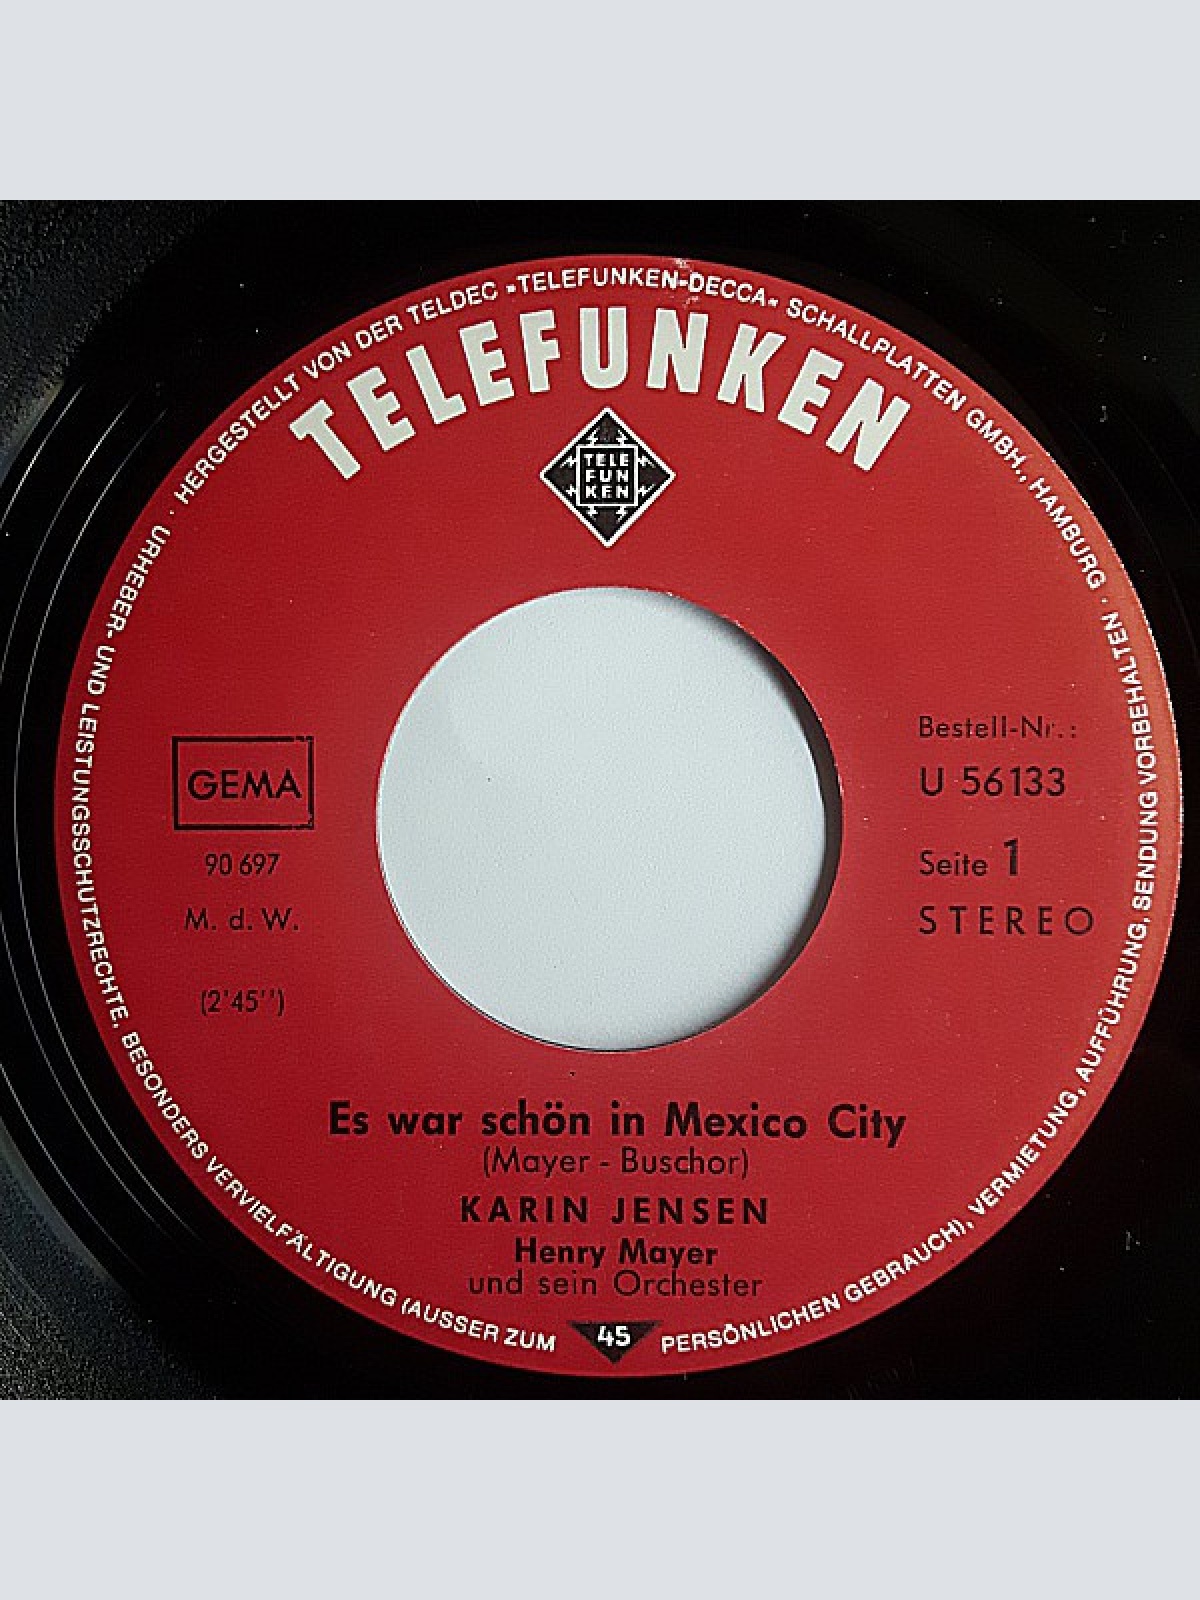 HERGESTELLT VON DER TELDEC »TELEFUNKEN-DECCA« SCHALLPLATTEN GMBH., HAMBURG ·
URHEBER- UND LEISTUNGSSCHUTZRECHTE, BESONDERS VERVIELFÄLTIGUNG (AUSSER ZUM PERSÖNLICHEN GEBRAUCH), VERMIETUNG, AUFFÜHRUNG, SENDUNG VORBEHALTEN ·
TELEFUNKEN
TELE
FUN
KEN
GEMA
90 697
M. d. W.
(2'45'')
Bestell-Nr.:
U 56133
Seite 1
STEREO
Es war schön in Mexico City
(Mayer - Buschor)
KARIN JENSEN
Henry Mayer
und sein Orchester
45